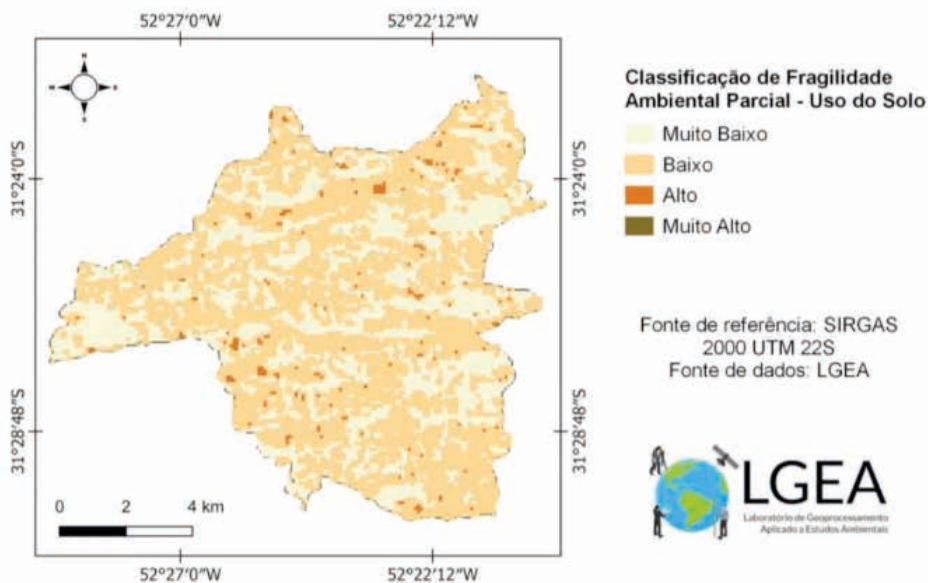 52°27'0"W
52°22'12"W
N
S
31°24'0"S
31°24'0"S
31°28'48"S
31°28'48"S
0 2 4 km
52°27'0"W
52°22'12"W
Classificação de Fragilidade
Ambiental Parcial - Uso do Solo
Muito Baixo
Baixo
Alto
Muito Alto
Fonte de referência: SIRGAS
2000 UTM 22S
Fonte de dados: LGEA
LGEA
Laboratório de Geoprocessamento
Aplicado a Estudos Ambientais